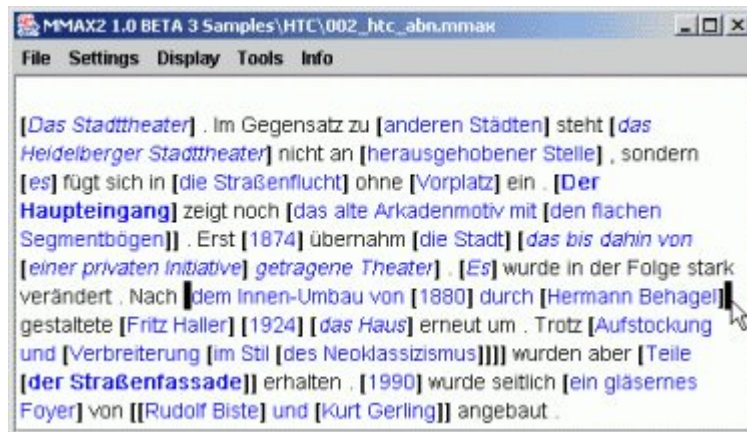 MMAX2 1.0 BETA 3 Samples\HTC\002_htc_abn.mmax
File Settings Display Tools Info
[Das Stadttheater] . Im Gegensatz zu [anderen Städten] steht [das
Heidelberger Stadttheater] nicht an [herausgehobener Stelle] , sondern
[es] fügt sich in [die Straßenflucht] ohne [Vorplatz] ein . [Der
Haupteingang] zeigt noch [das alte Arkadenmotiv mit [den flachen
Segmentbögen]] . Erst [1874] übernahm [die Stadt] [das bis dahin von
[einer privaten Initiative] getragene Theater] . [Es] wurde in der Folge stark
verändert . Nach [dem Innen-Umbau von [1880] durch [Hermann Behagel]]
gestaltete [Fritz Haller] [1924] [das Haus] erneut um . Trotz [Aufstockung
und [Verbreiterung [im Stil [des Neoklassizismus]]]] wurden aber [Teile
[der Straßenfassade]] erhalten . [1990] wurde seitlich [ein gläsernes
Foyer] von [[Rudolf Biste] und [Kurt Gerling]] angebaut .